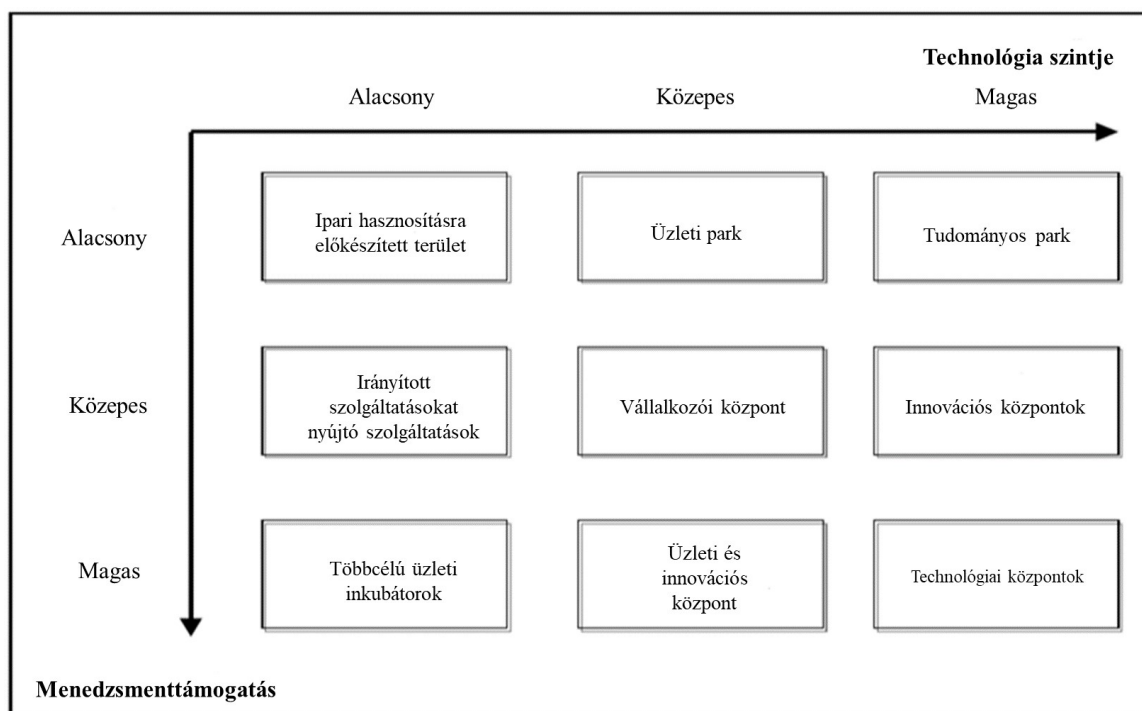 Technológia szintje
Alacsony
Közepes
Magas
Alacsony
Ipari hasznosításra
előkészített terület
Üzleti park
Tudományos park
Közepes
Irányított
szolgáltatásokat
nyújtó szolgáltatások
Vállalkozói központ
Innovációs központok
Magas
Többcélú üzleti
inkubátorok
Üzleti és
innovációs
központ
Technológiai központok
Menedzsmenttámogatás